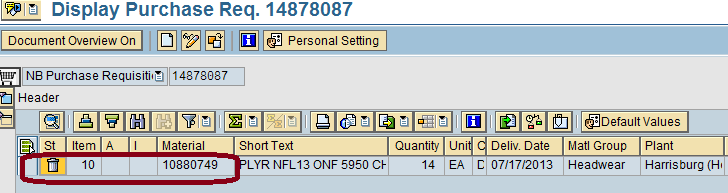 Display Purchase Req. 14878087
Document Overview On Personal Setting
NB Purchase Requisiti 14878087
Header
Default Values
St Item A I Material Short Text Quantity Unit C Deliv. Date Matl Group Plant
10 10880749 PLYR NFL13 ONF 5950 CH 14 EA D 07/17/2013 Headwear Harrisburg (He